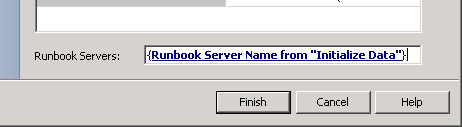 Runbook Servers: {Runbook Server Name from "Initialize Data"}
Finish Cancel Help